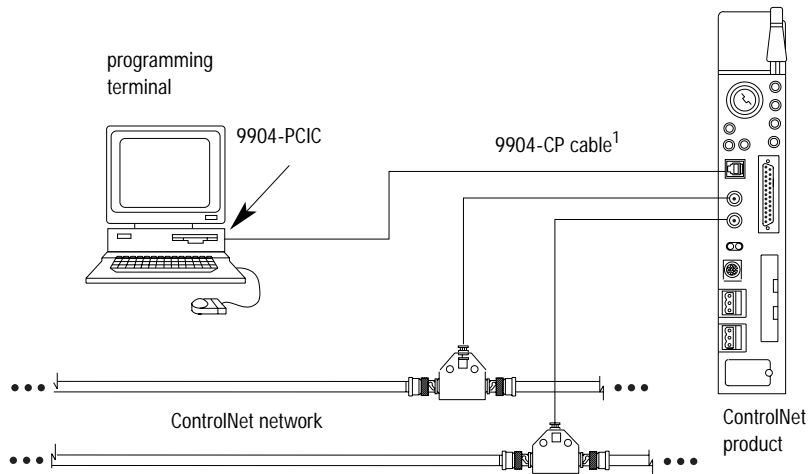 programming
terminal
9904-PCIC
9904-CP cable1
ControlNet network
ControlNet
product